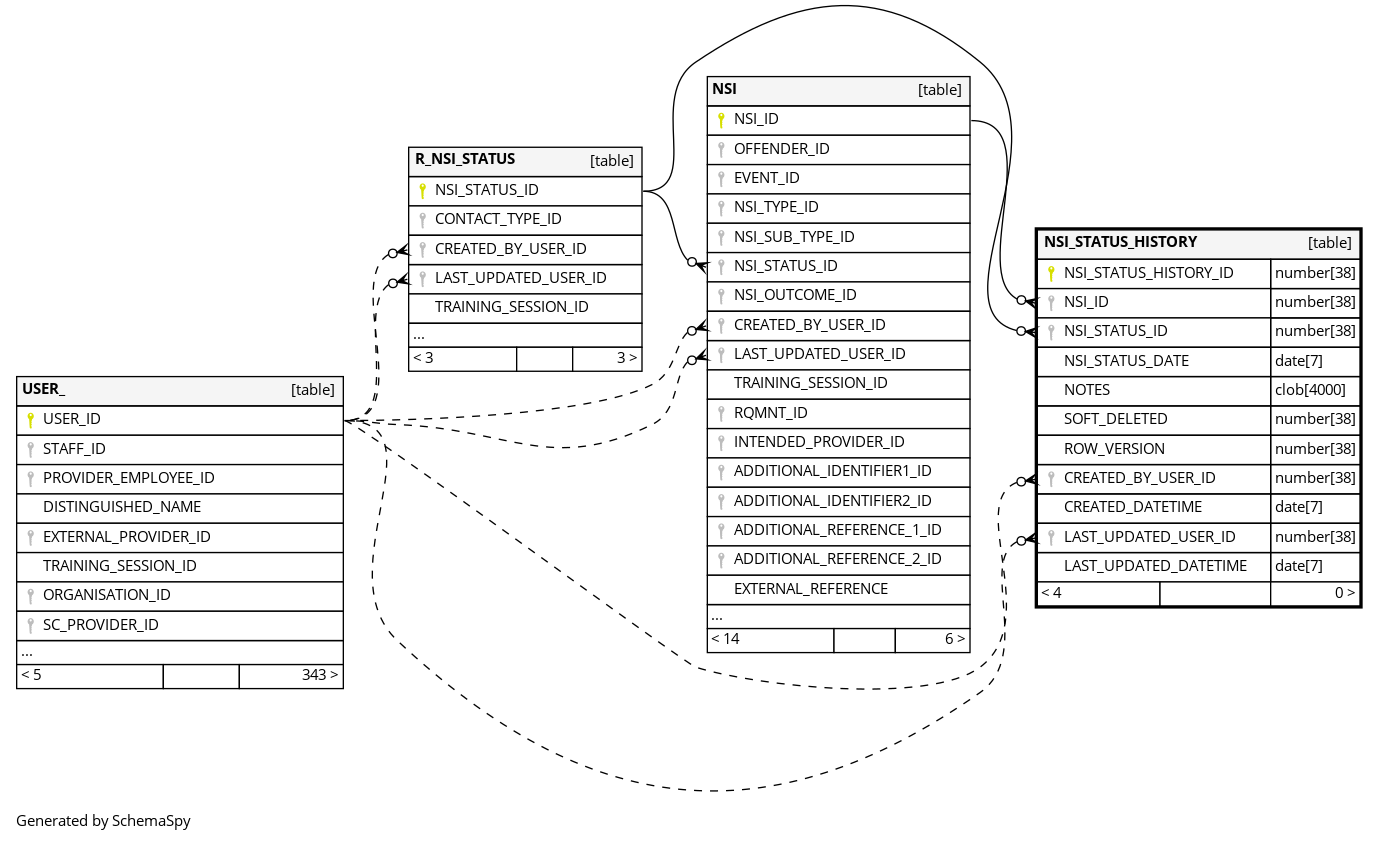 NSI [table]
NSI_ID
OFFENDER_ID
EVENT_ID
NSI_TYPE_ID
NSI_SUB_TYPE_ID
NSI_STATUS_ID
NSI_OUTCOME_ID
CREATED_BY_USER_ID
LAST_UPDATED_USER_ID
TRAINING_SESSION_ID
RQMNT_ID
INTENDED_PROVIDER_ID
ADDITIONAL_IDENTIFIER1_ID
ADDITIONAL_IDENTIFIER2_ID
ADDITIONAL_REFERENCE_1_ID
ADDITIONAL_REFERENCE_2_ID
EXTERNAL_REFERENCE
...
< 14 6 >
R_NSI_STATUS [table]
NSI_STATUS_ID
CONTACT_TYPE_ID
CREATED_BY_USER_ID
LAST_UPDATED_USER_ID
TRAINING_SESSION_ID
...
< 3 3 >
NSI_STATUS_HISTORY [table]
NSI_STATUS_HISTORY_ID number[38]
NSI_ID number[38]
NSI_STATUS_ID number[38]
NSI_STATUS_DATE date[7]
NOTES clob[4000]
SOFT_DELETED number[38]
ROW_VERSION number[38]
CREATED_BY_USER_ID number[38]
CREATED_DATETIME date[7]
LAST_UPDATED_USER_ID number[38]
LAST_UPDATED_DATETIME date[7]
< 4 0 >
USER_ [table]
USER_ID
STAFF_ID
PROVIDER_EMPLOYEE_ID
DISTINGUISHED_NAME
EXTERNAL_PROVIDER_ID
TRAINING_SESSION_ID
ORGANISATION_ID
SC_PROVIDER_ID
...
< 5 343 >
Generated by SchemaSpy